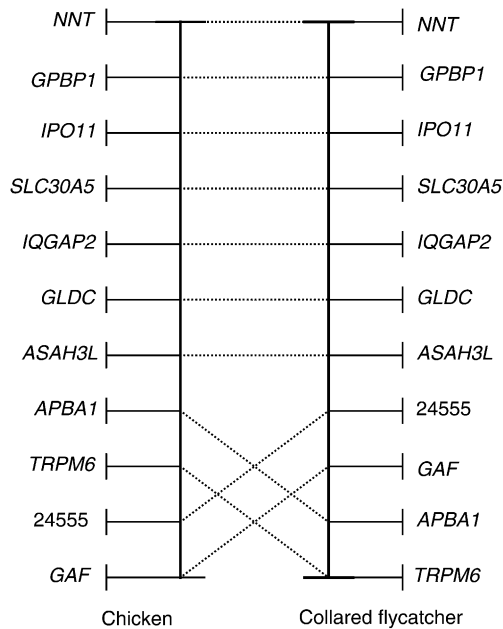 NNT NNT
GPBP1 GPBP1
IPO11 IPO11
SLC30A5 SLC30A5
IQGAP2 IQGAP2
GLDC GLDC
ASAH3L ASAH3L
APBA1 24555
TRPM6 GAF
24555 APBA1
GAF TRPM6
Chicken Collared flycatcher